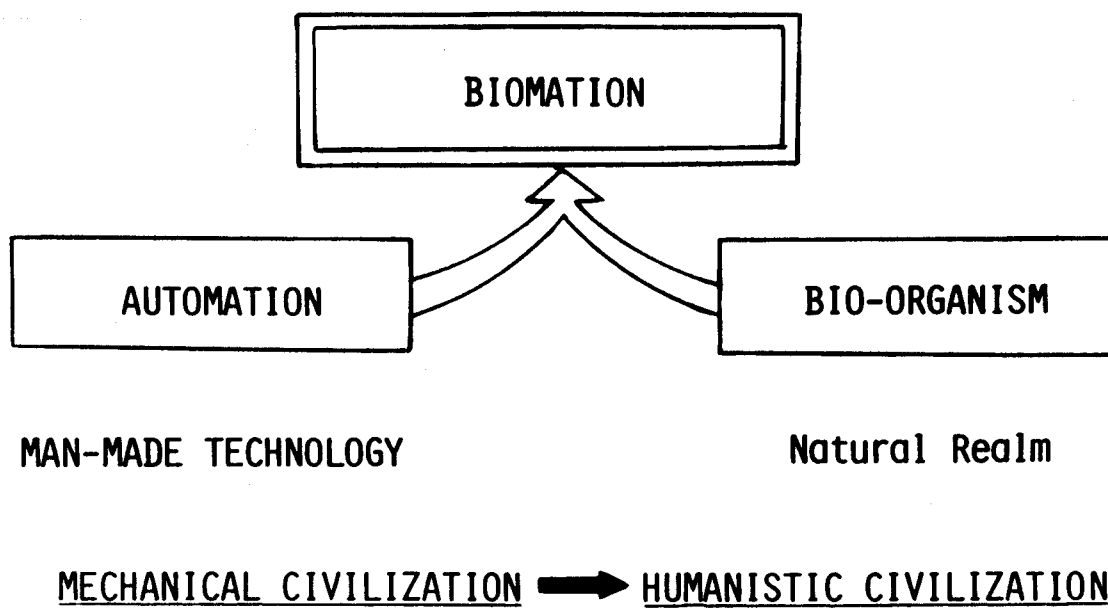 BIOMATION
AUTOMATION
BIO-ORGANISM
MAN-MADE TECHNOLOGY
Natural Realm
MECHANICAL CIVILIZATION
HUMANISTIC CIVILIZATION